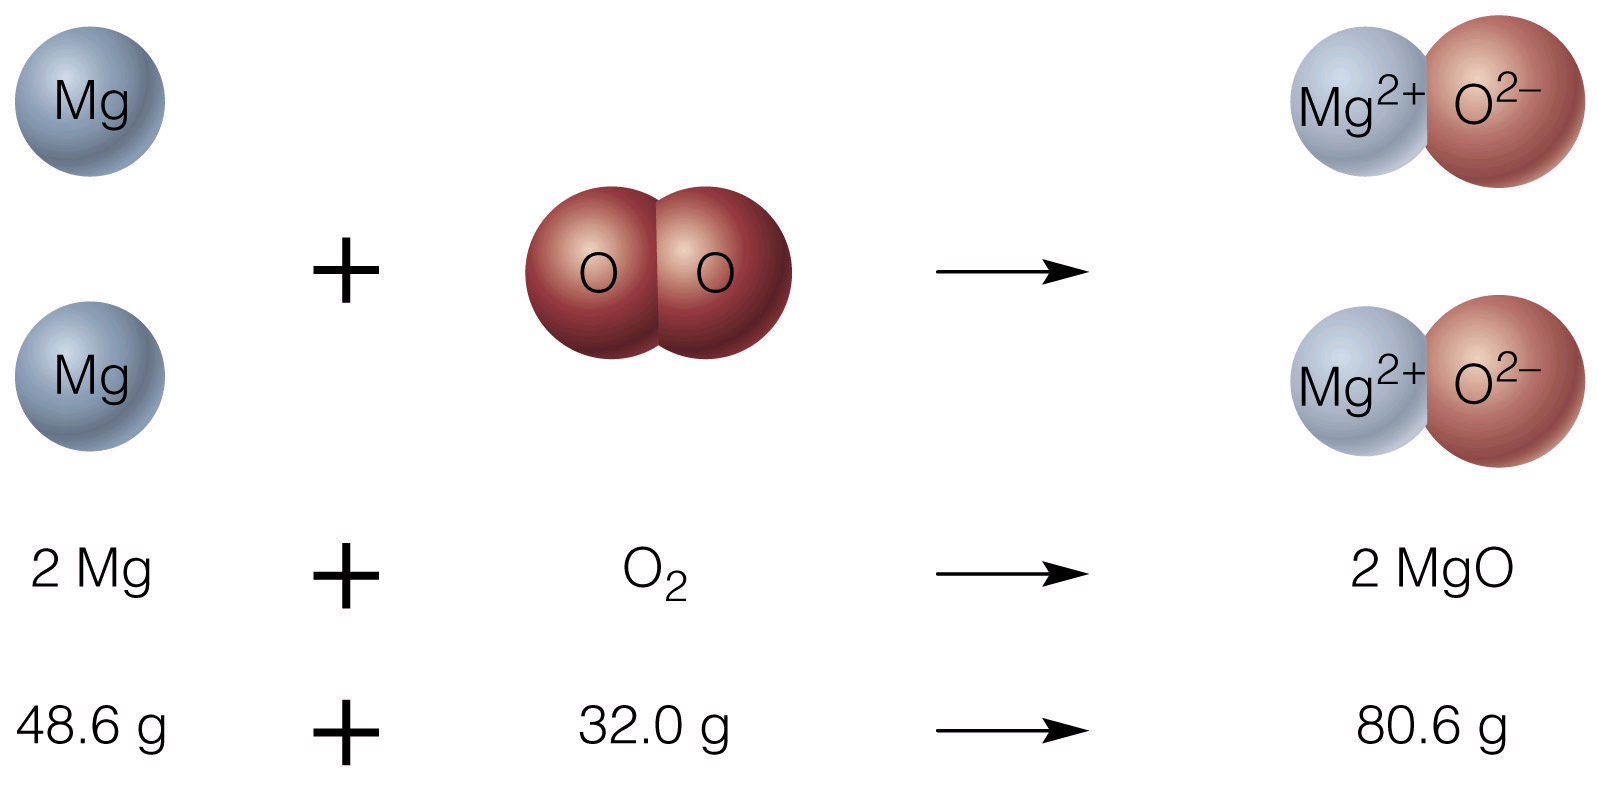 Mg Mg²⁺ O²⁻
+ O O →
Mg Mg²⁺ O²⁻
2 Mg + O₂ → 2 MgO
48.6 g + 32.0 g → 80.6 g